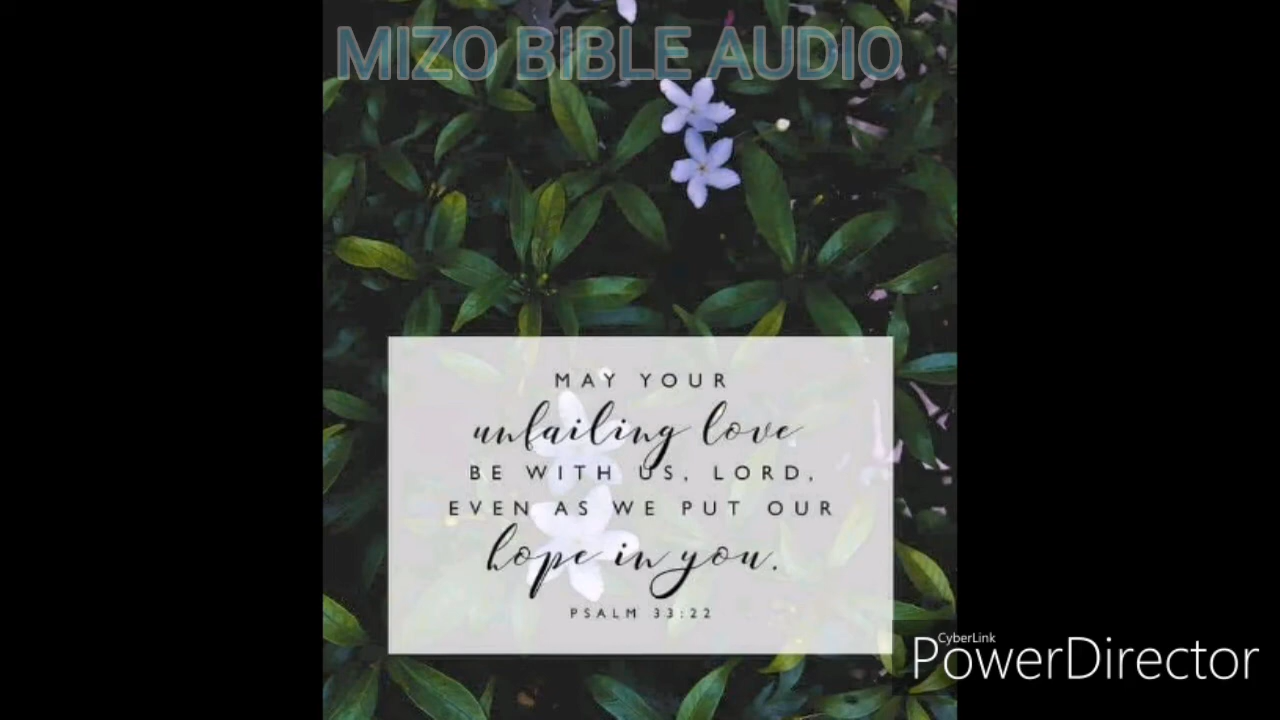 MIZO BIBLE AUDIO
MAY YOUR
unfailing love
BE WITH US, LORD,
EVEN AS WE PUT OUR
hope in you.
PSALM 33:22
CyberLink
PowerDirector